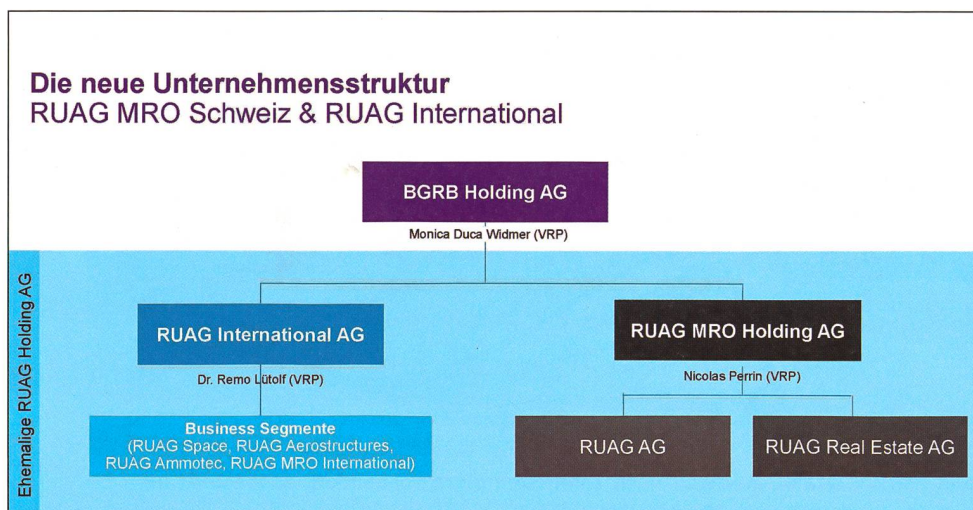 Die neue Unternehmensstruktur
RUAG MRO Schweiz & RUAG International
BGRB Holding AG
Monica Duca Widmer (VRP)
Ehemalige RUAG Holding AG
RUAG International AG
Dr. Remo Lütolf (VRP)
Business Segmente
(RUAG Space, RUAG Aerostructures,
RUAG Ammotec, RUAG MRO International)
RUAG MRO Holding AG
Nicolas Perrin (VRP)
RUAG AG
RUAG Real Estate AG